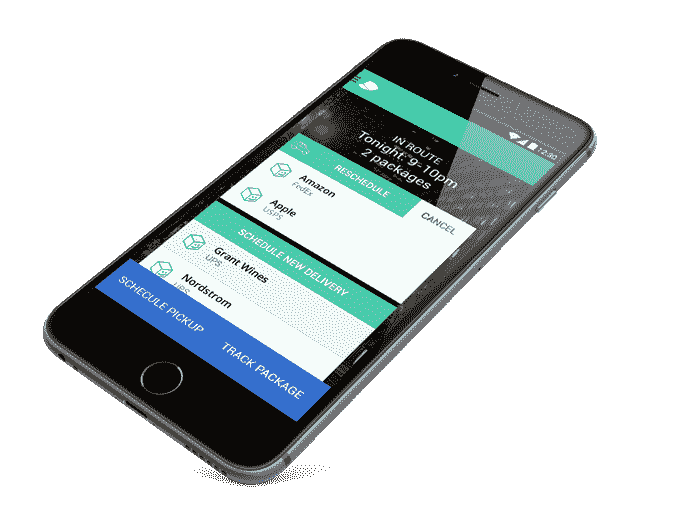 12:30
IN ROUTE
Tonight: 9-10pm
2 packages
RESCHEDULE
CANCEL
Amazon
FedEx
Apple
USPS
SCHEDULE NEW DELIVERY
Grant Wines
UPS
Nordstrom
UPS
SCHECULE PICKUP
TRACK PACKAGE